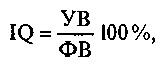 IQ = УВ / ФВ 100%,